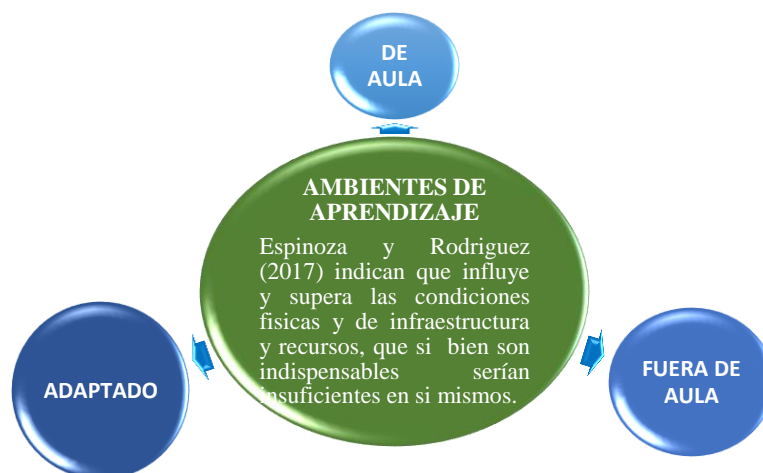 DE
AULA
AMBIENTES DE
APRENDIZAJE
Espinoza y Rodriguez
(2017) indican que influye
y supera las condiciones
fisicas y de infraestructura
y recursos, que si bien son
indispensables serían
insuficientes en si mismos.
ADAPTADO
FUERA DE
AULA